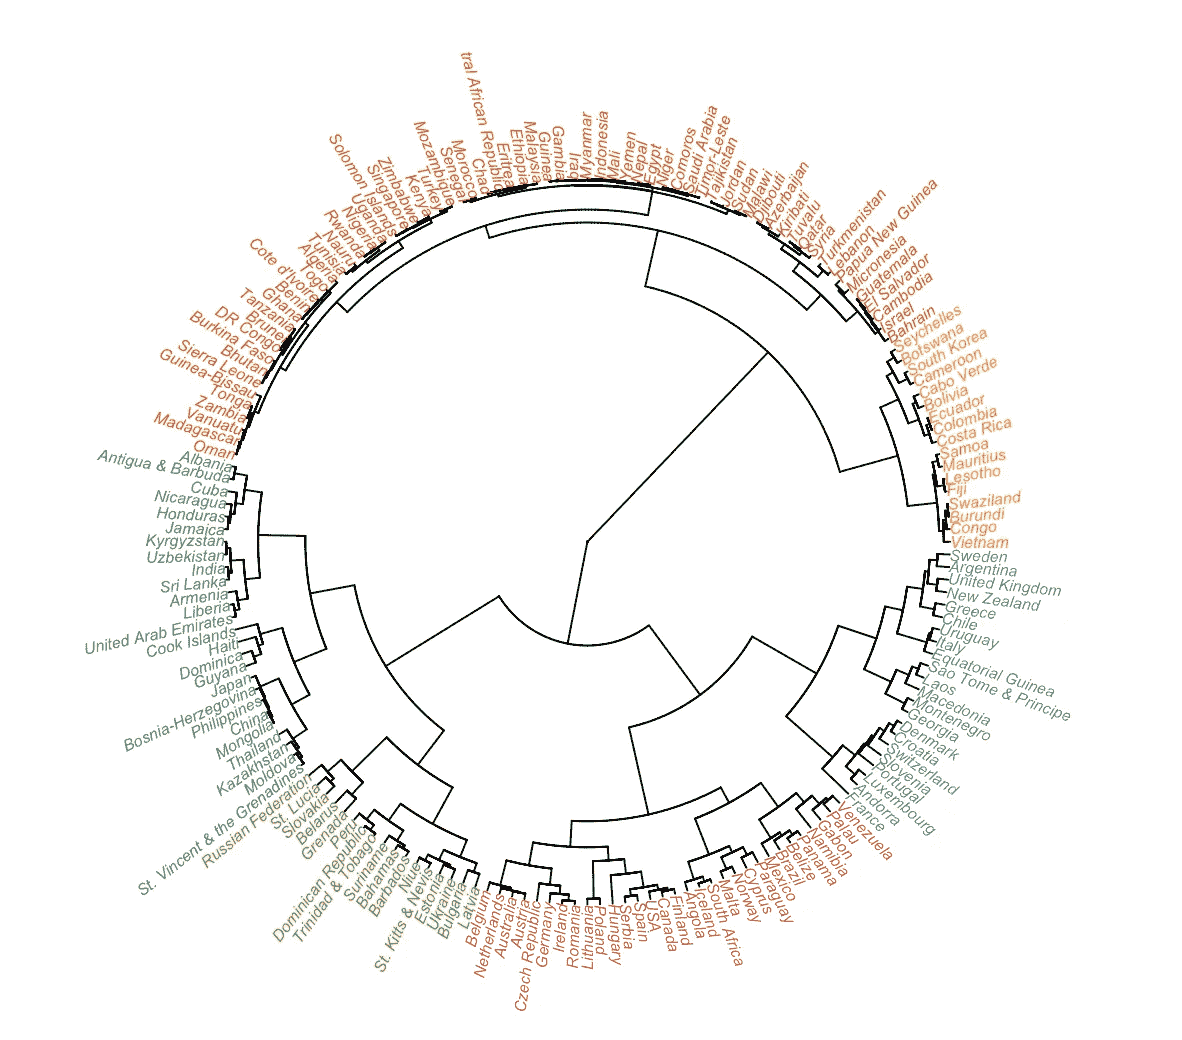 tral African Republic
Eritrea
Ethiopia
Malaysia
Guinea
Gambia
Iraq
Myanmar
Indonesia
Mali
Yemen
Nepal
Egypt
Niger
Comoros
Saudi Arabia
Timor-Leste
Tajikistan
Jordan
Sudan
Malawi
Djibouti
Azerbaijan
Kiribati
Tuvalu
Qatar
Syria
Turkmenistan
Lebanon
Papua New Guinea
Micronesia
Guatemala
El Salvador
Cambodia
Israel
Bahrain
Seychelles
Botswana
South Korea
Cameroon
Cabo Verde
Bolivia
Ecuador
Colombia
Costa Rica
Samoa
Mauritius
Lesotho
Fiji
Swaziland
Burundi
Congo
Vietnam
Sweden
Argentina
United Kingdom
New Zealand
Greece
Chile
Uruguay
Italy
Equatorial Guinea
Sao Tome & Principe
Laos
Macedonia
Montenegro
Georgia
Denmark
Croatia
Switzerland
Slovenia
Portugal
Luxembourg
Andorra
France
Venezuela
Palau
Gabon
Namibia
Panama
Belize
Brazil
Mexico
Paraguay
Cyprus
Norway
Malta
South Africa
Iceland
Angola
Finland
Canada
USA
Spain
Serbia
Hungary
Poland
Lithuania
Romania
Ireland
Germany
Czech Republic
Austria
Australia
Netherlands
Belgium
Latvia
Bulgaria
Ukraine
Estonia
St. Kitts & Nevis
Niue
Barbados
Bahamas
Suriname
Trinidad & Tobago
Dominican Republic
Peru
Grenada
Belarus
Slovakia
St. Lucia
Russian Federation
St. Vincent & the Grenadines
Moldova
Kazakhstan
Thailand
Mongolia
China
Philippines
Bosnia-Herzegovina
Japan
Guyana
Dominica
Haiti
Cook Islands
United Arab Emirates
Liberia
Armenia
Sri Lanka
India
Uzbekistan
Kyrgyzstan
Jamaica
Honduras
Nicaragua
Cuba
Antigua & Barbuda
Albania
Oman
Madagascar
Vanuatu
Zambia
Tonga
Guinea-Bissau
Sierra Leone
Bhutan
Burkina Faso
DR Congo
Brunei
Tanzania
Ghana
Benin
Cote d'Ivoire
Togo
Algeria
Tunisia
Nauru
Rwanda
Nigeria
Uganda
Solomon Islands
Singapore
Zimbabwe
Kenya
Turkey
Mozambique
Senegal
Morocco
Chad